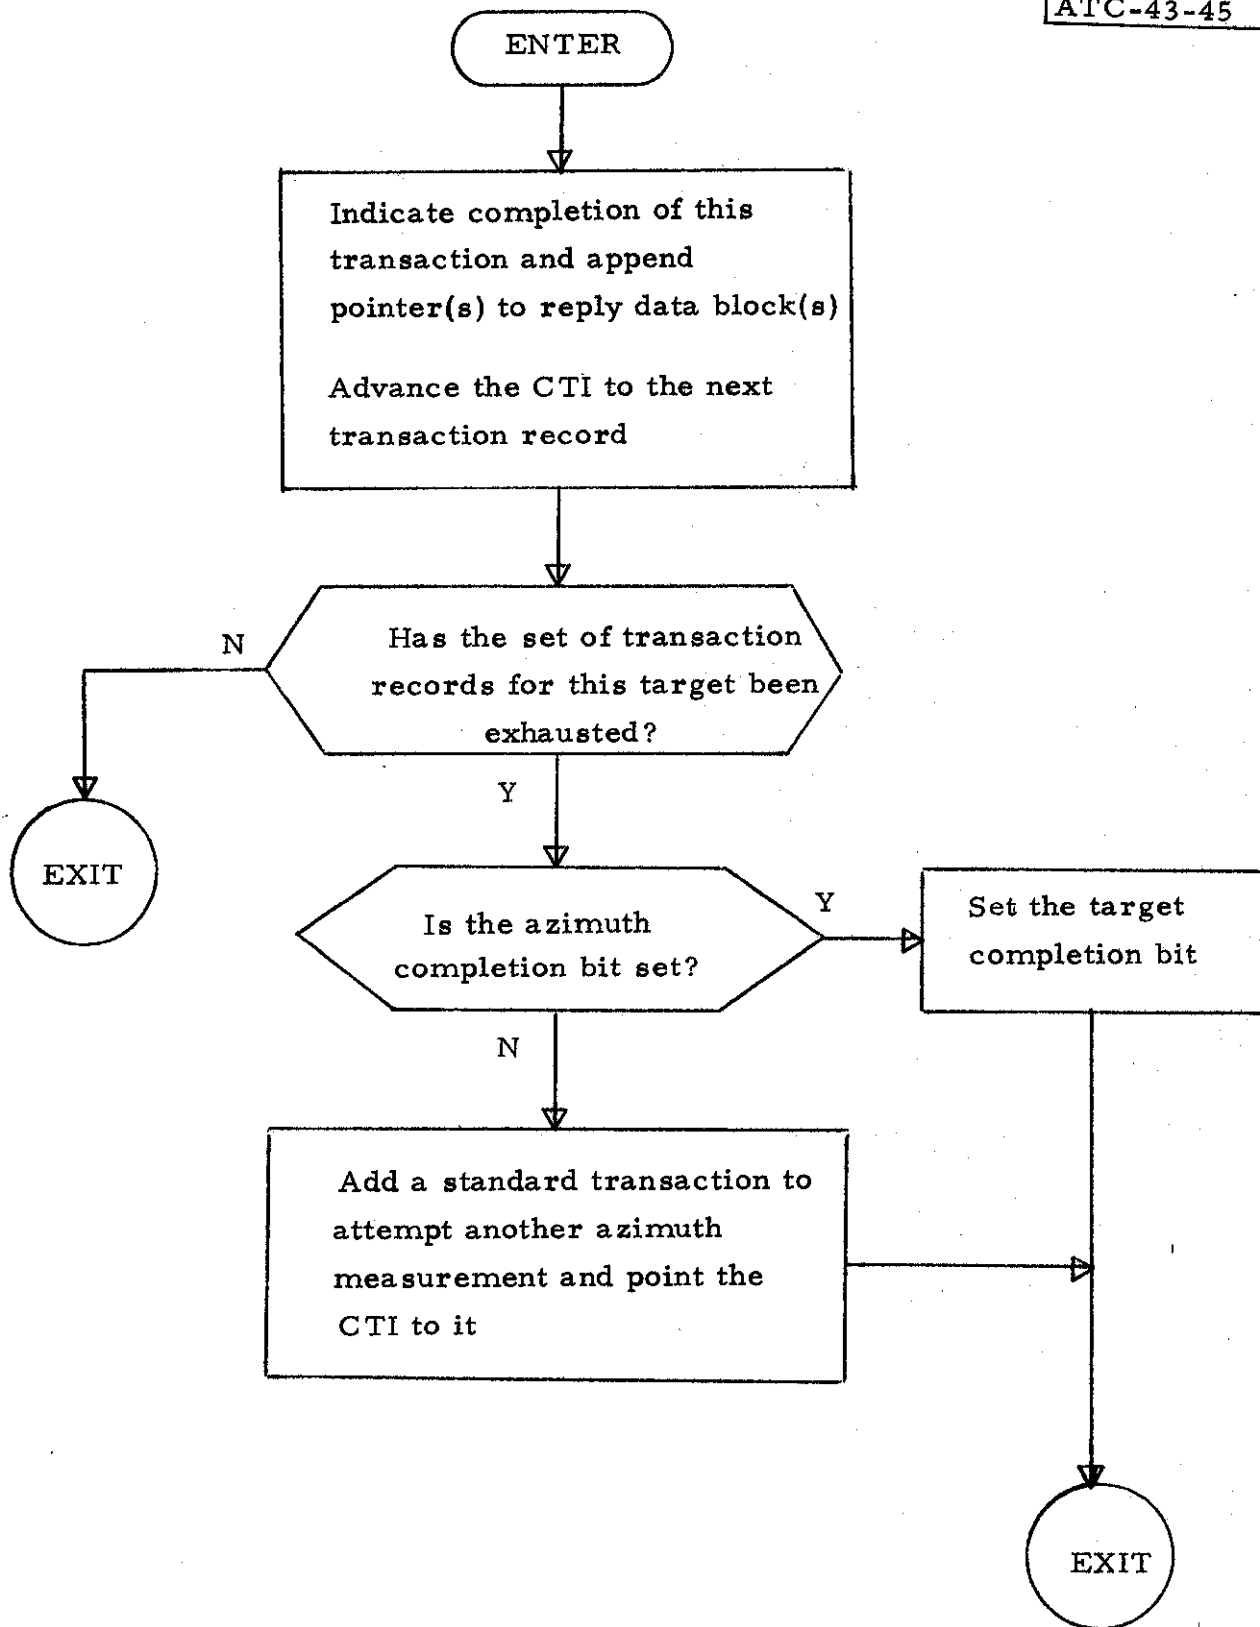 ATC-43-45
ENTER
Indicate completion of this
transaction and append
pointer(s) to reply data block(s)
Advance the CTI to the next
transaction record
N
Has the set of transaction
records for this target been
exhausted?
Y
EXIT
Is the azimuth
completion bit set?
Y
Set the target
completion bit
N
Add a standard transaction to
attempt another azimuth
measurement and point the
CTI to it
EXIT